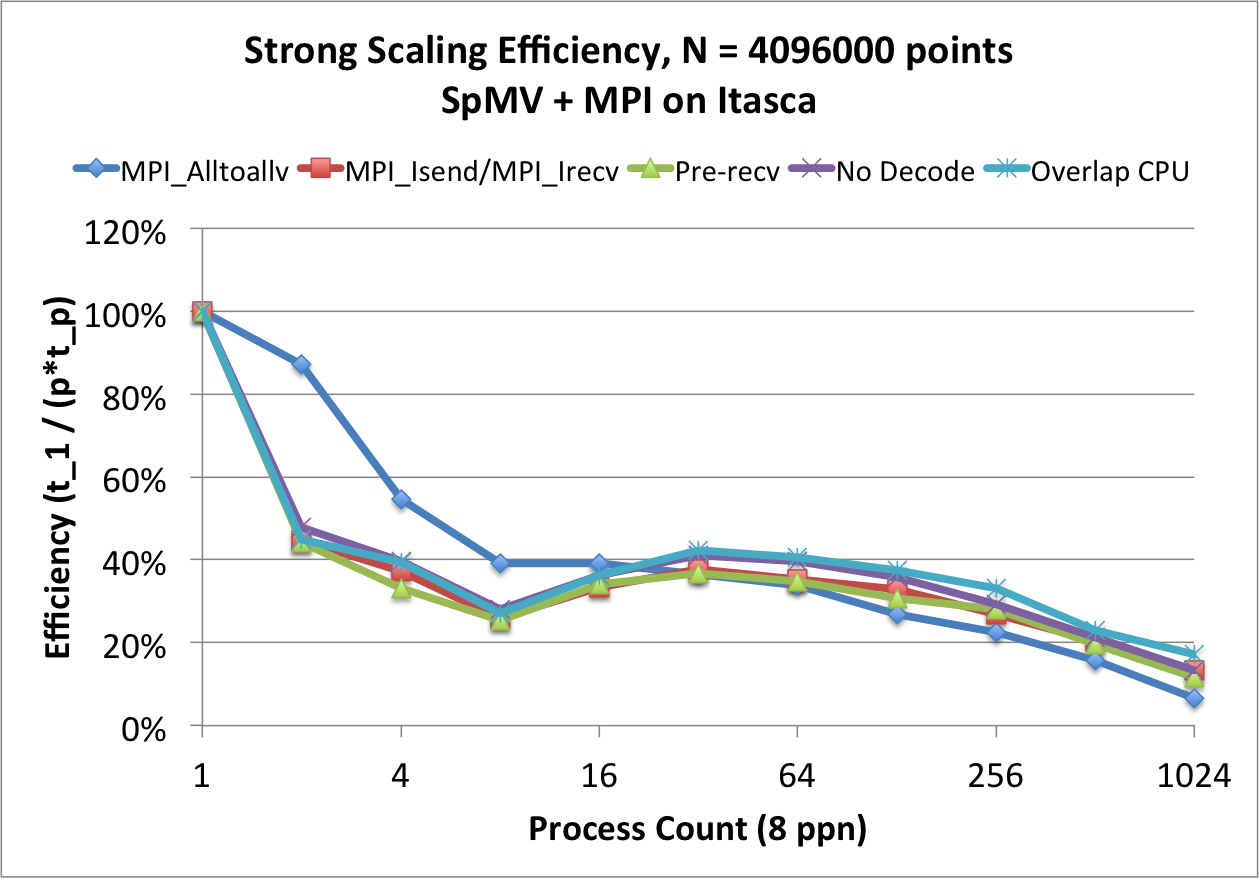 Strong Scaling Efficiency, N = 4096000 points
SpMV + MPI on Itasca
MPI_Alltoallv MPI_Isend/MPI_Irecv Pre-recv No Decode Overlap CPU
120%
100%
80%
60%
40%
20%
0%
Efficiency (t_1 / (p*t_p)
1 4 16 64 256 1024
Process Count (8 ppn)